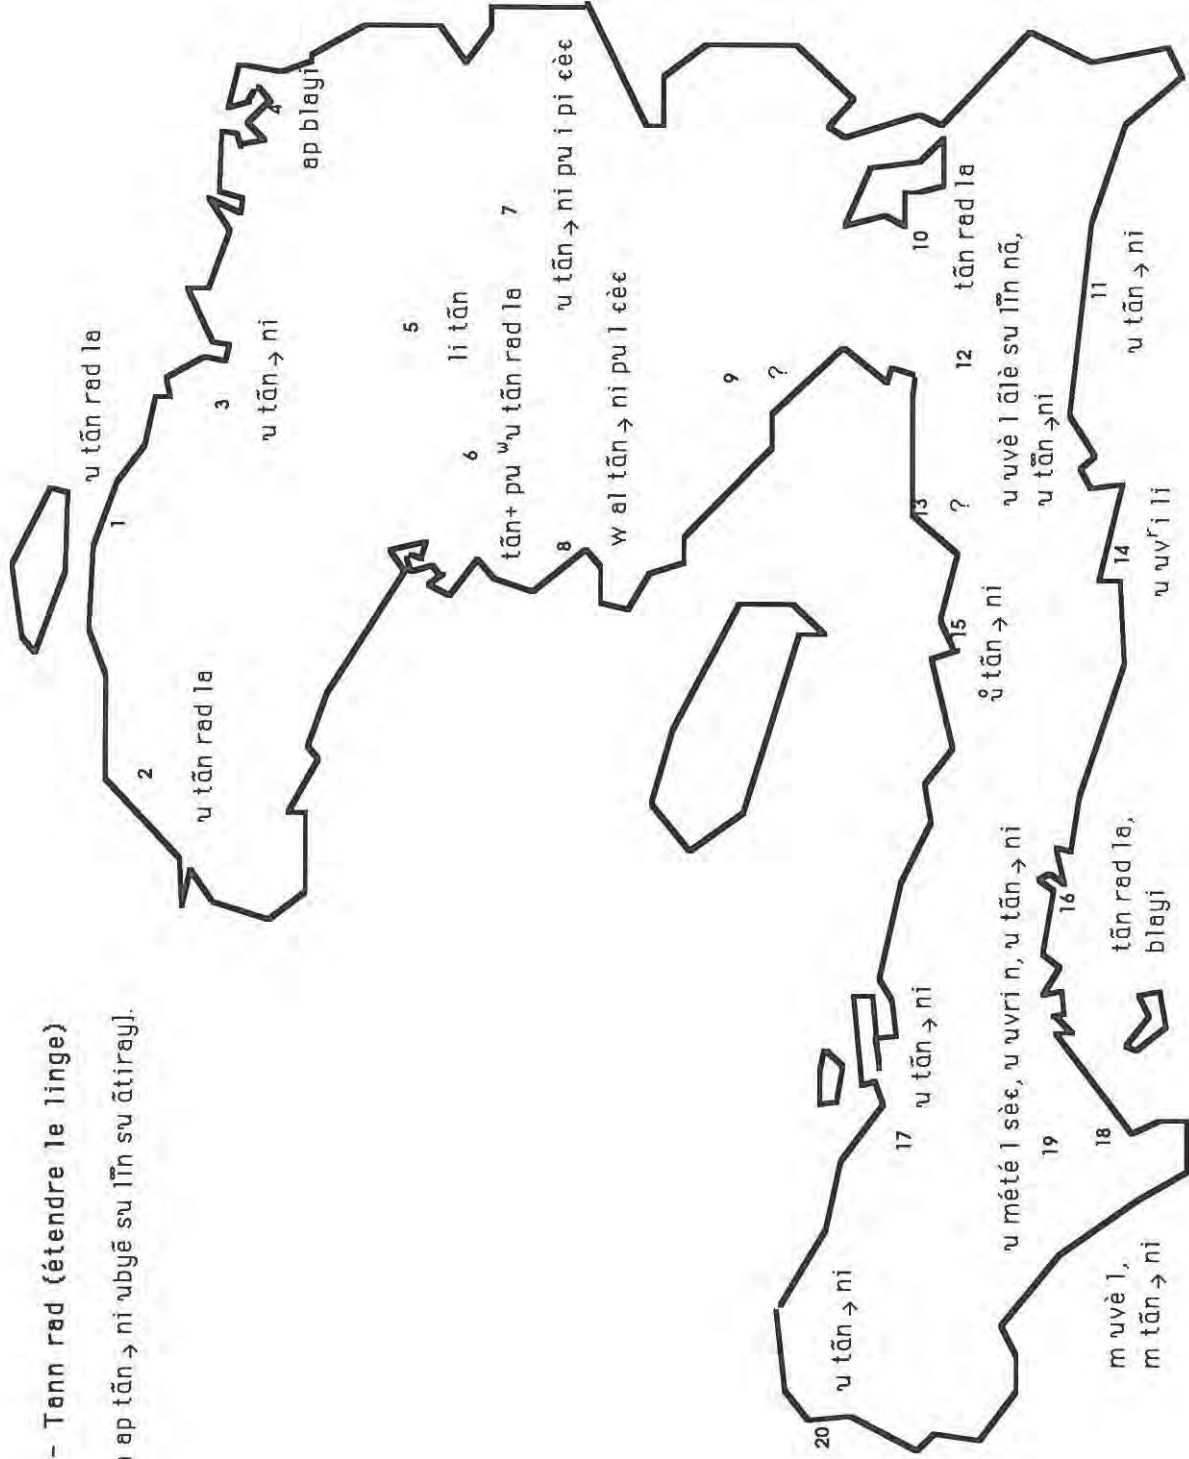 – Tann rad (étendre le linge)
ap tãn → ni ubyẽ su lĩn su ãtiray].
u tãn rad la
1
2
u tãn rad la
3
u tãn → ni
4
ap blayi
5
li tãn
6
tãn+ pu ʷu tãn rad la
7
u tãn → ni pu i pi ɛèɛ
8
w al tãn → ni pu l ɛèɛ
9
?
10
tãn rad la
12
u uvè l ãlè su lĩn nã,
u tãn → ni
11
u tãn → ni
13
?
14
u uvʳi li
15
ů tãn → ni
16
tãn rad la,
blayi
17
u tãn → ni
u mété l sèɛ, u uvri n, u tãn → ni
19
18
m uvè l,
m tãn → ni
20
u tãn → ni